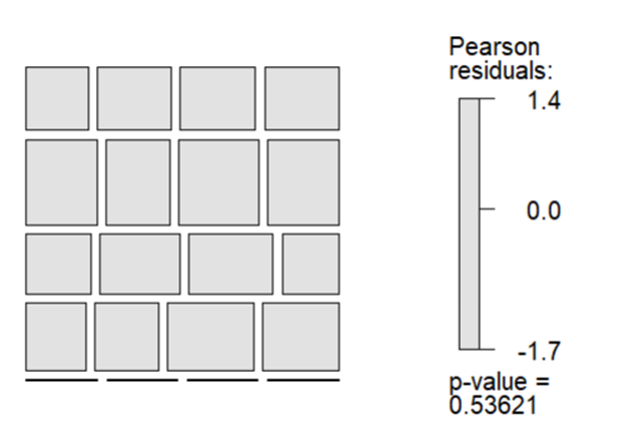 Pearson
residuals:
1.4
0.0
-1.7
p-value =
0.53621